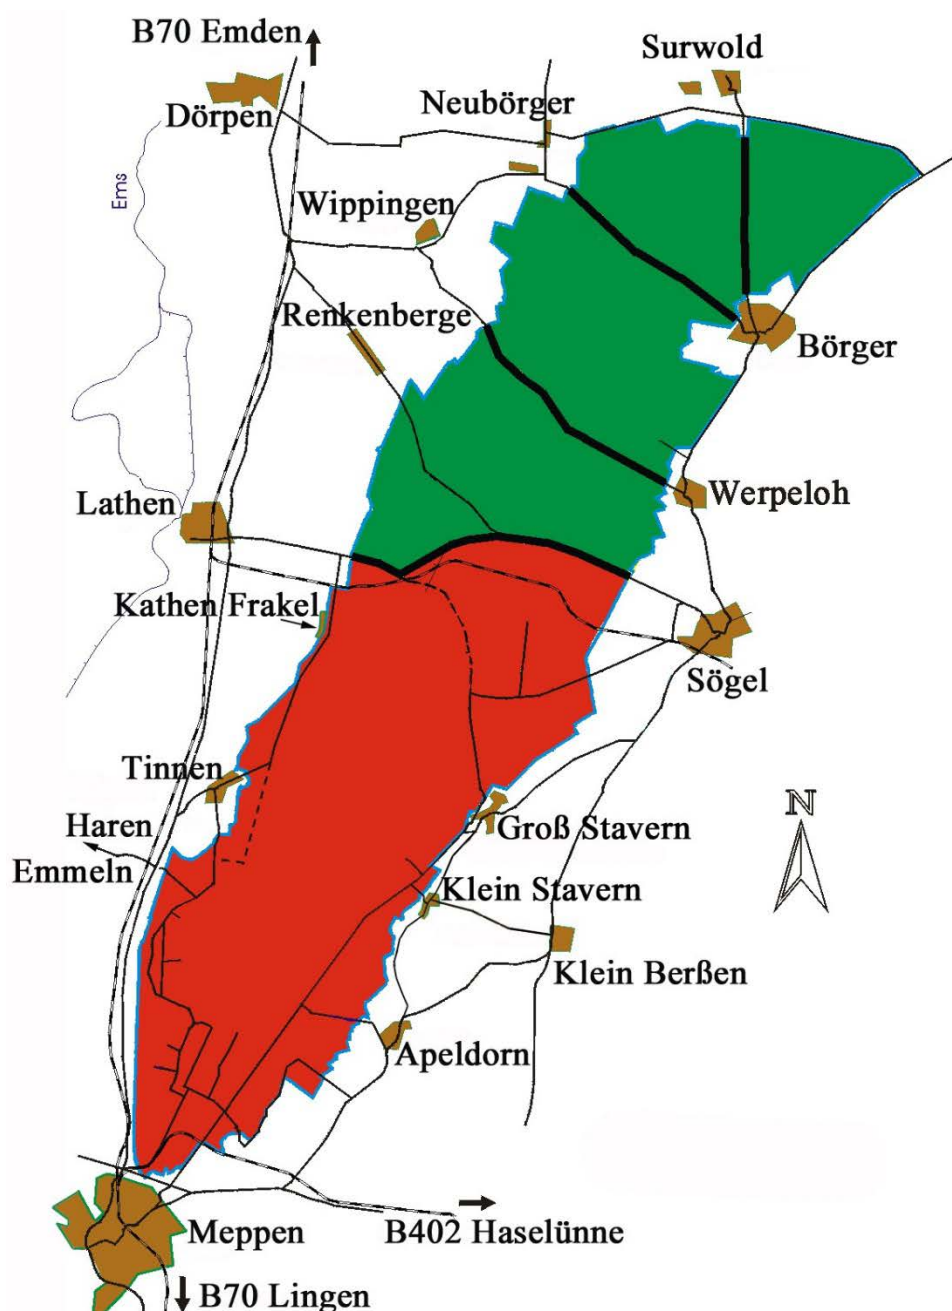 B70 Emden
Surwold
Neubörger
Dörpen
Ems
Wippingen
Renkenberge
Börger
Lathen
Werpeloh
Kathen Frakel
Sögel
Tinnen
N
Haren
Groß Stavern
Emmeln
Klein Stavern
Klein Berßen
Apeldorn
Meppen
B402 Haselünne
B70 Lingen